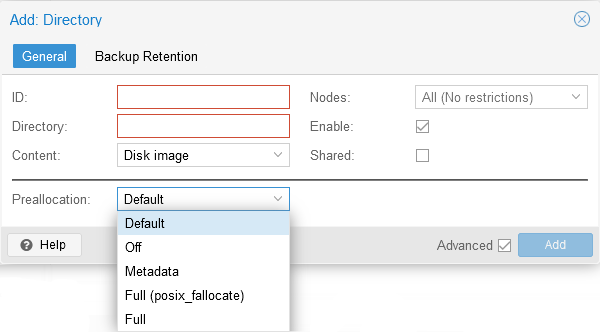 Add: Directory
General Backup Retention
ID: Nodes: All (No restrictions)
Directory: Enable:
Content: Disk image Shared:
Preallocation: Default
Default
Off
Metadata
Full (posix_fallocate)
Full
Help Advanced Add